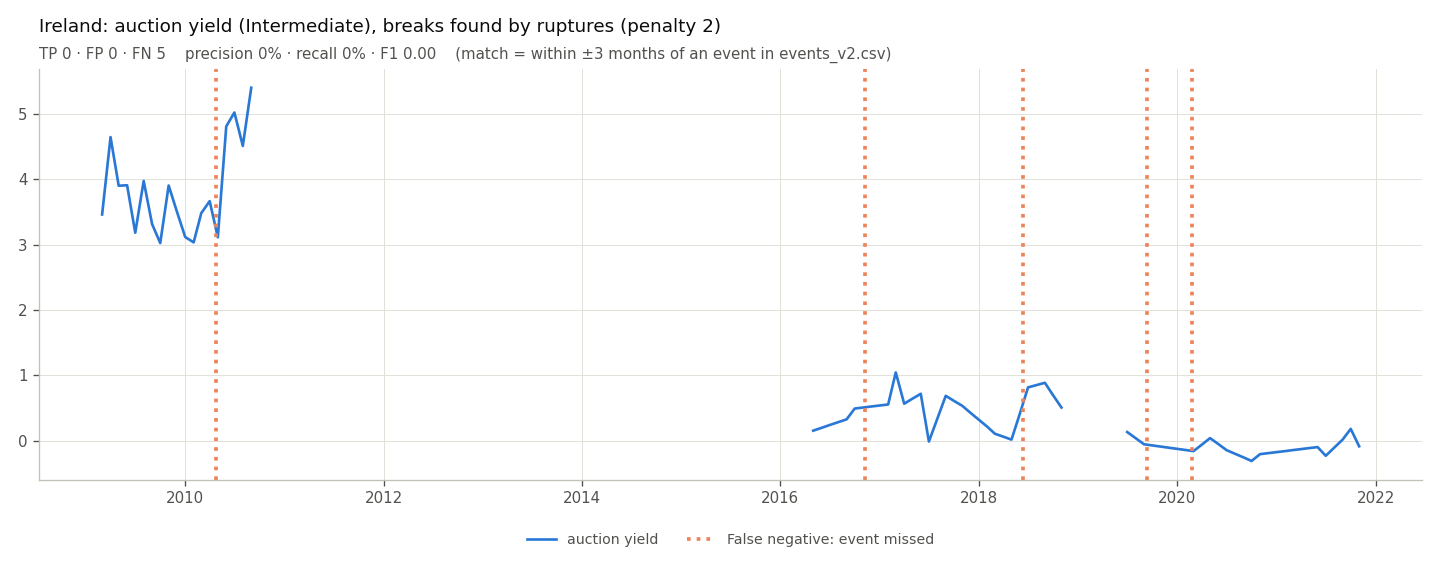 Ireland: auction yield (Intermediate), breaks found by ruptures (penalty 2)
TP 0 · FP 0 · FN 5    precision 0% · recall 0% · F1 0.00    (match = within ±3 months of an event in events_v2.csv)
5
4
3
2
1
0
2010 2012 2014 2016 2018 2020 2022
auction yield    False negative: event missed